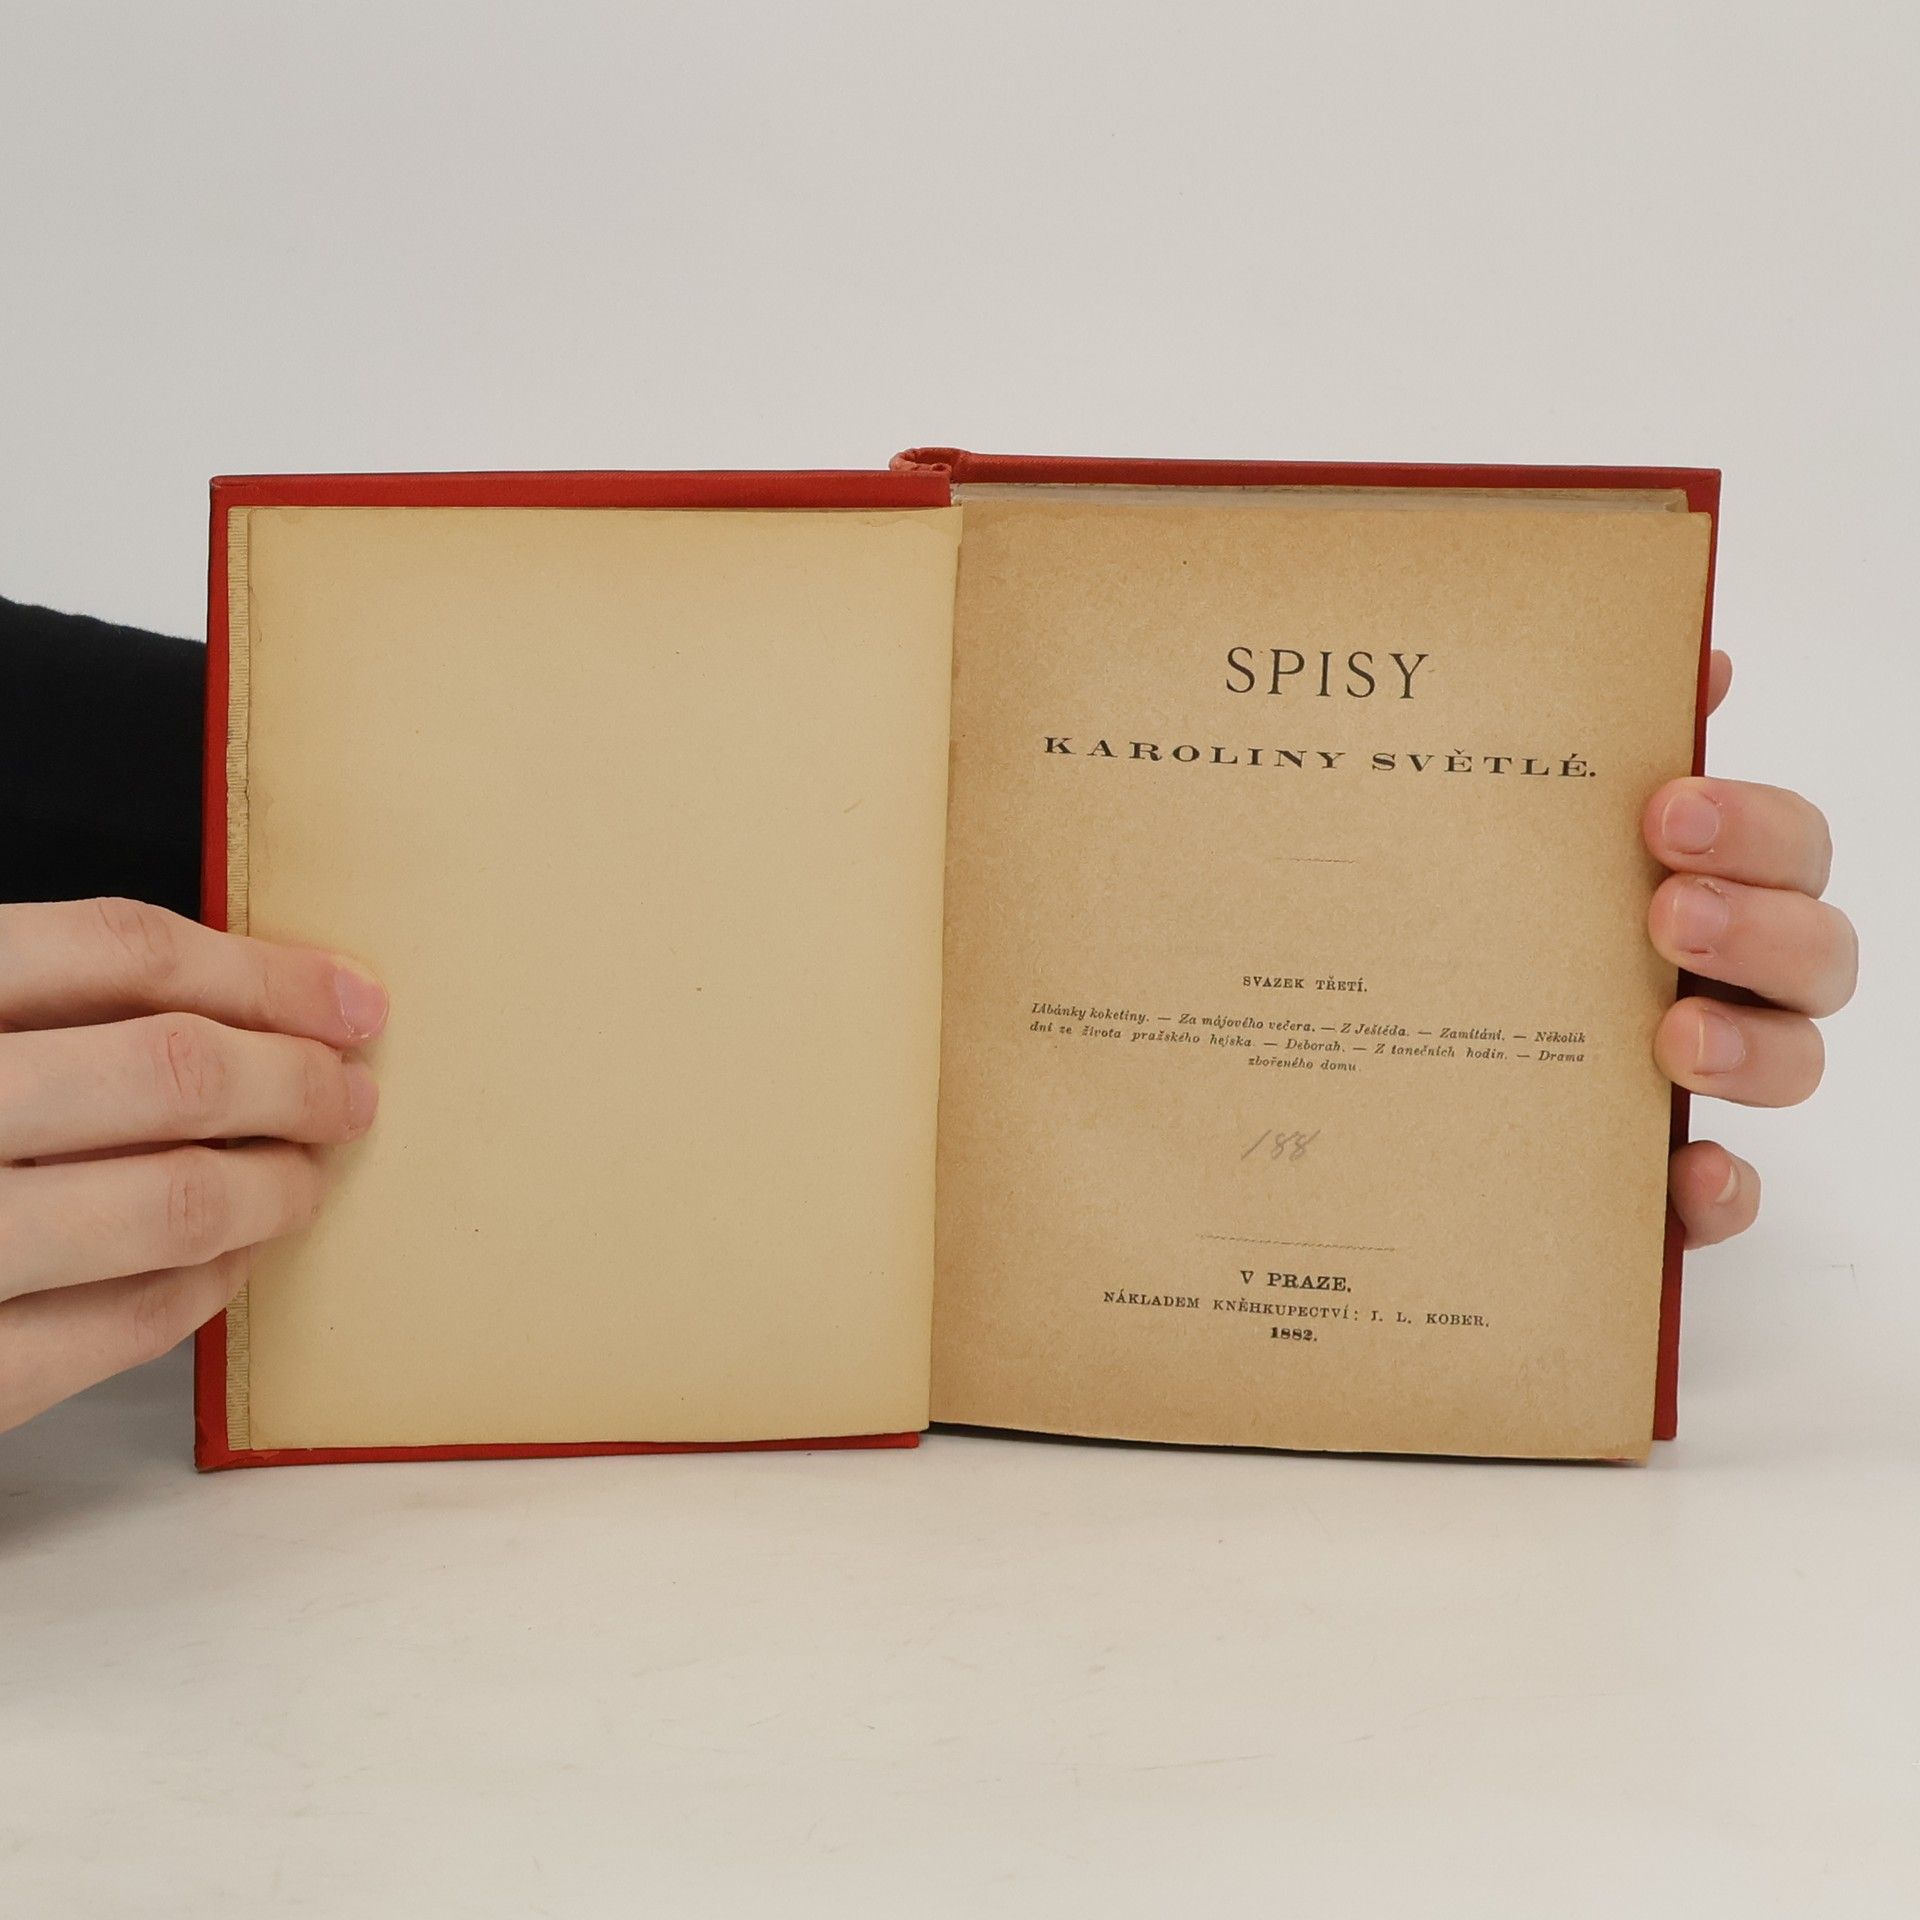 SPISY
KAROLINY SVĚTLÉ.
SVAZEK TŘETÍ.
Líbánky koketiny. — Za májového večera. — Z Ještěda. — Zamítání. — Několik
dní ze života pražského hejska — Deborah. — Z tanečních hodin. — Drama
zbořeného domu.
188
V PRAZE.
NÁKLADEM KNĚHKUPECTVÍ: I. L. KOBER.
1882.